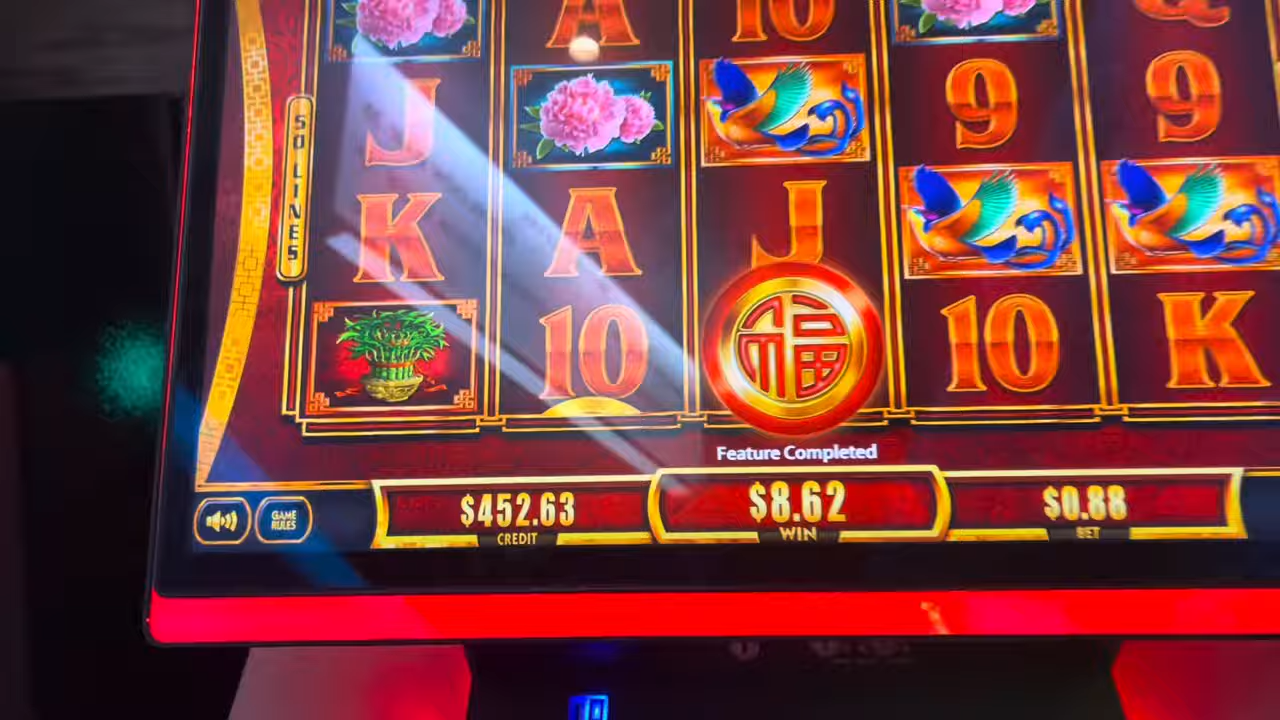 A 10 Q
J 9 9
50 LINES
K A J
10 福 10 K
Feature Completed
$452.63 $8.62 $0.88
GAME RULES CREDIT WIN BET